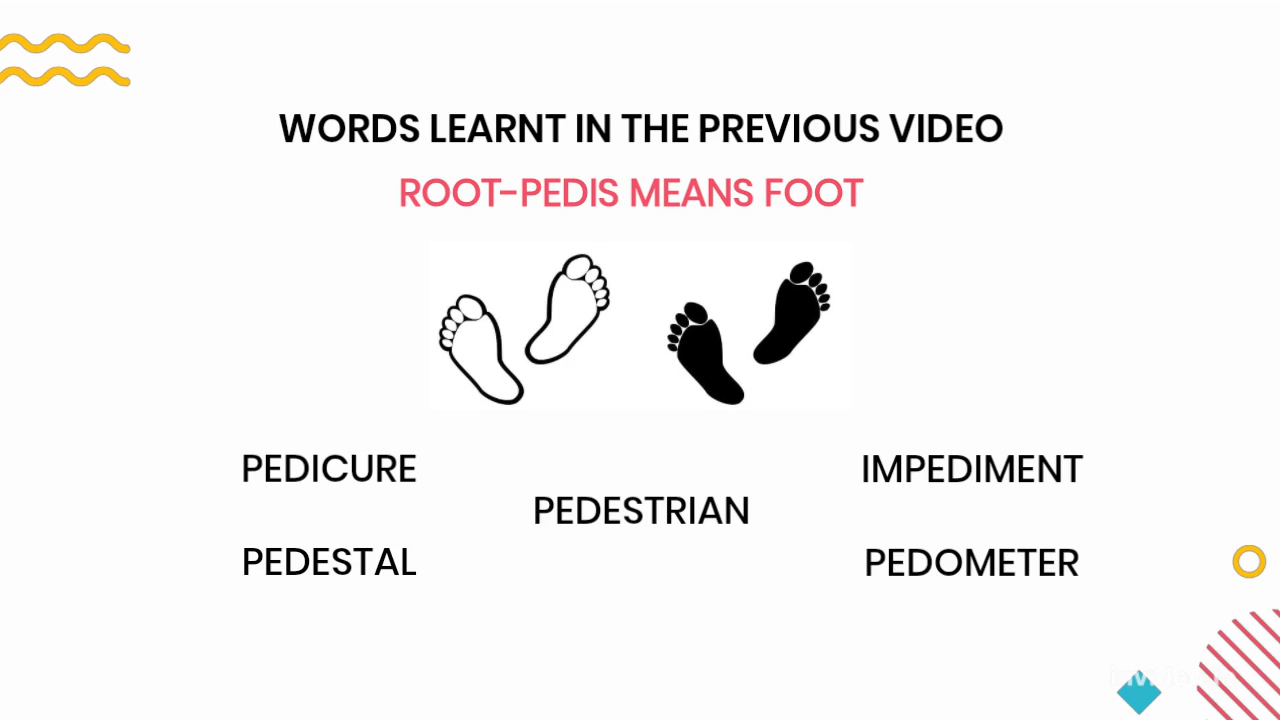 WORDS LEARNT IN THE PREVIOUS VIDEO
ROOT-PEDIS MEANS FOOT
PEDICURE
IMPEDIMENT
PEDESTRIAN
PEDESTAL
PEDOMETER